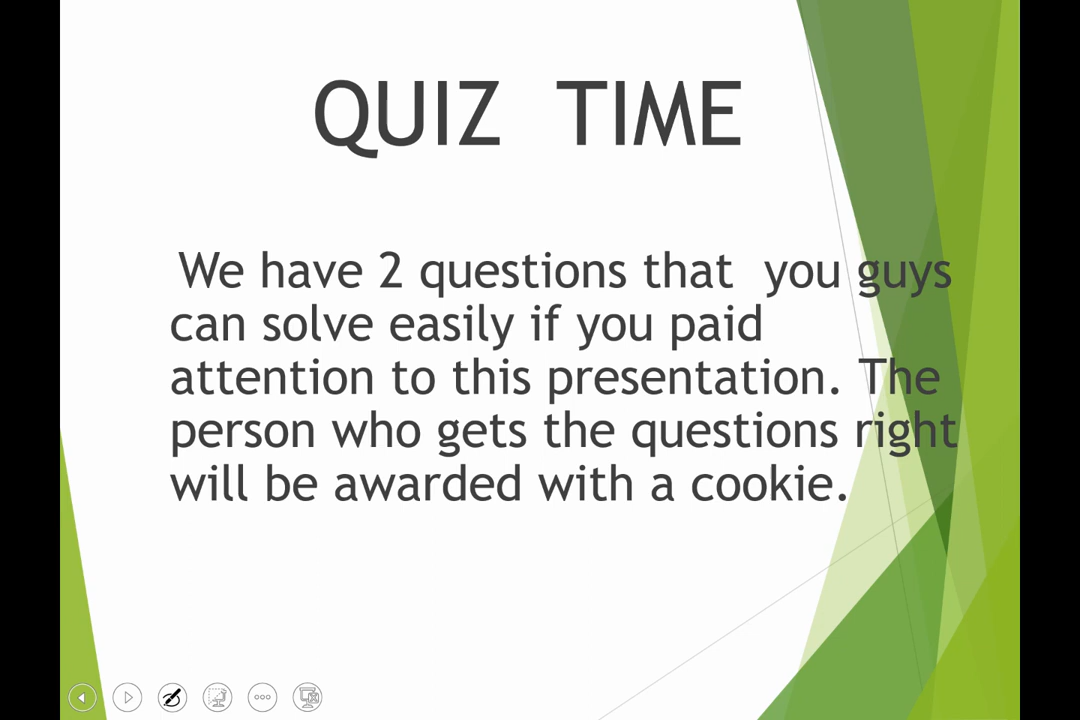 QUIZ TIME
We have 2 questions that you guys
can solve easily if you paid
attention to this presentation. The
person who gets the questions right
will be awarded with a cookie.